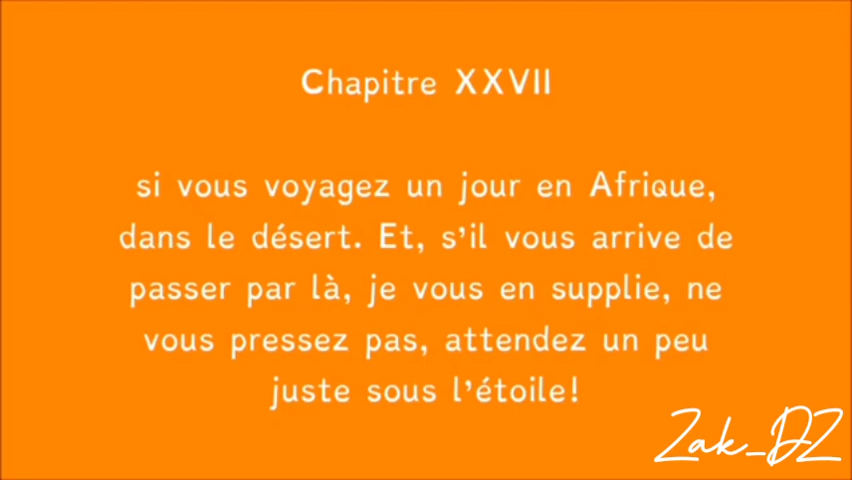 Chapitre XXVII
si vous voyagez un jour en Afrique,
dans le désert. Et, s'il vous arrive de
passer par là, je vous en supplie, ne
vous pressez pas, attendez un peu
juste sous l'étoile!
Zak_DZ